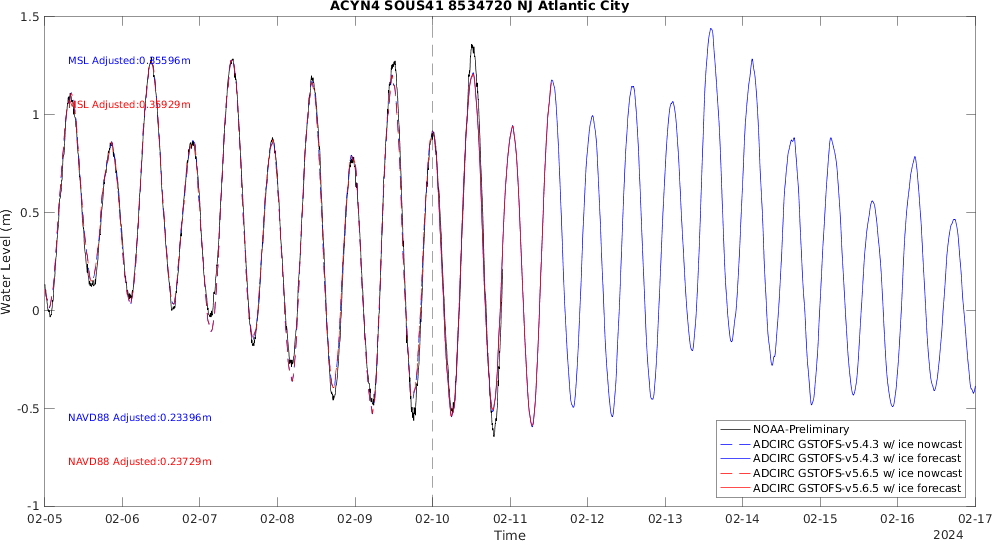 ACYN4 SOUS41 8534720 NJ Atlantic City
MSL Adjusted:0.35596m
MSL Adjusted:0.35929m
NAVD88 Adjusted:0.23396m
NAVD88 Adjusted:0.23729m
Water Level (m)
1.5
1
0.5
0
-0.5
-1
NOAA-Preliminary
ADCIRC GSTOFS-v5.4.3 w/ ice nowcast
ADCIRC GSTOFS-v5.4.3 w/ ice forecast
ADCIRC GSTOFS-v5.6.5 w/ ice nowcast
ADCIRC GSTOFS-v5.6.5 w/ ice forecast
02-05 02-06 02-07 02-08 02-09 02-10 02-11 02-12 02-13 02-14 02-15 02-16 02-17
Time
2024